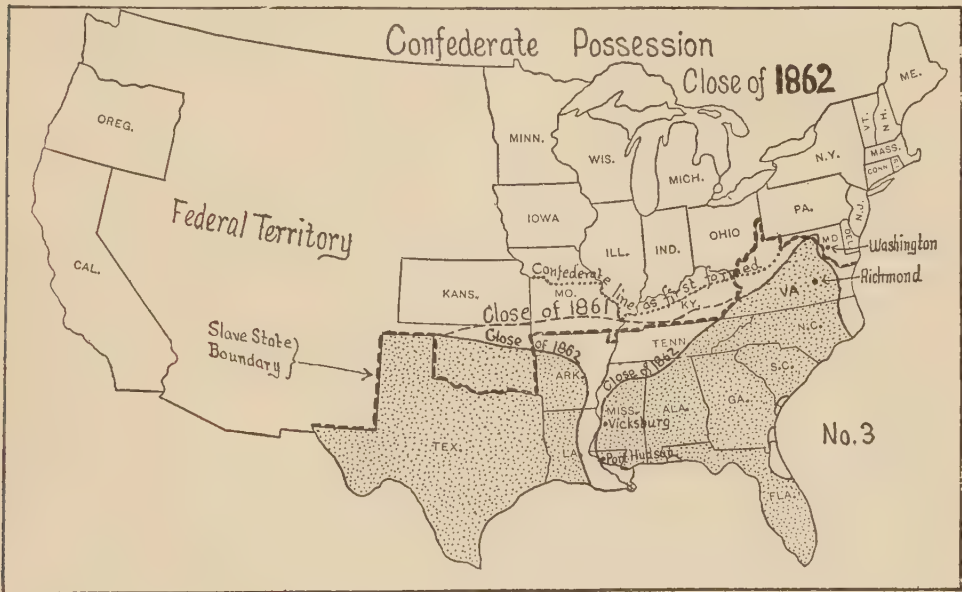 Confederate Possession
Close of 1862
ME.
VT.
N.H.
MASS.
CONN.
R.I.
N.Y.
MINN.
WIS.
MICH.
OREG.
IOWA
PA.
N.J.
Federal Territory
ILL.
IND.
OHIO
MD.
DEL.
Washington
CAL.
KANS.
MO.
Confederate line as first formed
KY.
VA.
Richmond
Close of 1861
Slave State
Boundary
Close of 1862
TENN.
N.C.
Close of 1862
ARK.
S.C.
MISS.
ALA.
GA.
Vicksburg
No. 3
TEX.
LA.
Port Hudson
FLA.